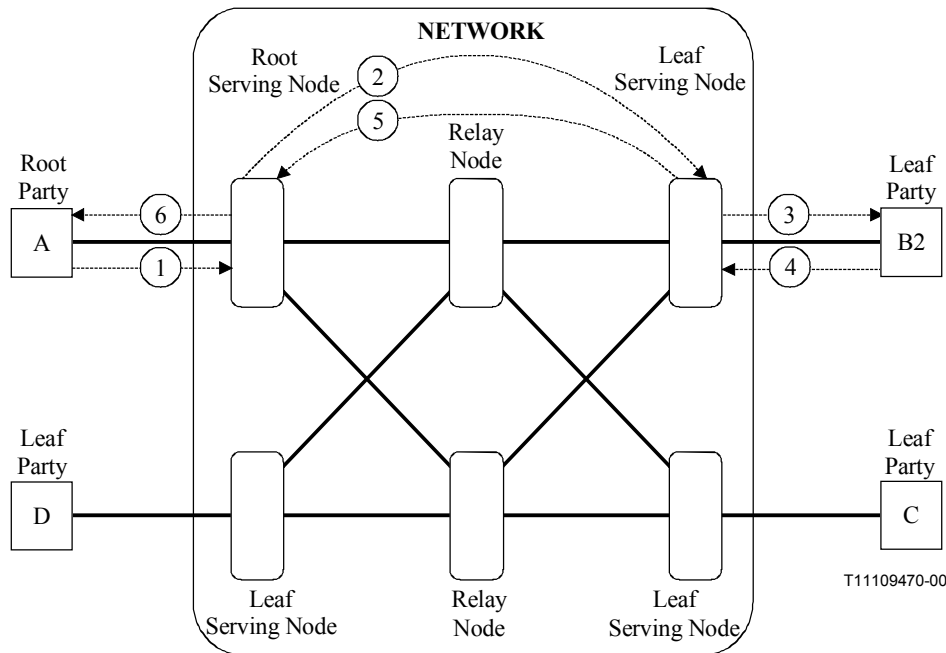 NETWORK
Root
Serving Node
2
Leaf
Serving Node
5
Relay
Node
Root
Party
Leaf
Party
6
3
A
B2
1
4
Leaf
Party
Leaf
Party
D
C
T11109470-00
Leaf
Serving Node
Relay
Node
Leaf
Serving Node